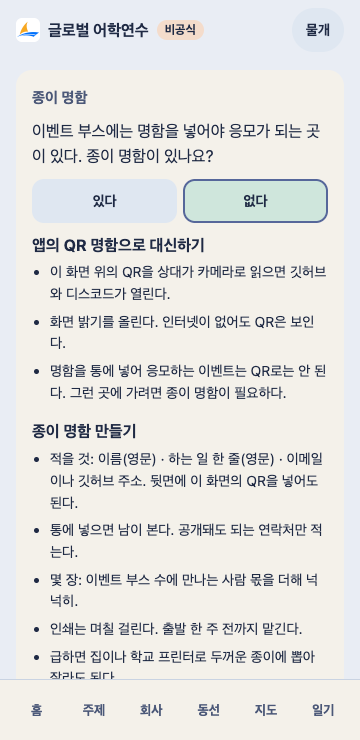 글로벌 어학연수
비공식
물개
종이 명함
이벤트 부스에는 명함을 넣어야 응모가 되는 곳
이 있다. 종이 명함이 있나요?
있다
없다
앱의 QR 명함으로 대신하기
• 이 화면 위의 QR을 상대가 카메라로 읽으면 깃허브
와 디스코드가 열린다.
• 화면 밝기를 올린다. 인터넷이 없어도 QR은 보인
다.
• 명함을 통에 넣어 응모하는 이벤트는 QR로는 안 된
다. 그런 곳에 가려면 종이 명함이 필요하다.
종이 명함 만들기
• 적을 것: 이름(영문) · 하는 일 한 줄(영문) · 이메일
이나 깃허브 주소. 뒷면에 이 화면의 QR을 넣어도
된다.
• 통에 넣으면 남이 본다. 공개돼도 되는 연락처만 적
는다.
• 몇 장: 이벤트 부스 수에 만나는 사람 몫을 더해 넉
넉히.
• 인쇄는 며칠 걸린다. 출발 한 주 전까지 맡긴다.
• 급하면 집이나 학교 프린터로 두꺼운 종이에 뽑아
잘라도 된다
홈
주제
회사
동선
지도
일기